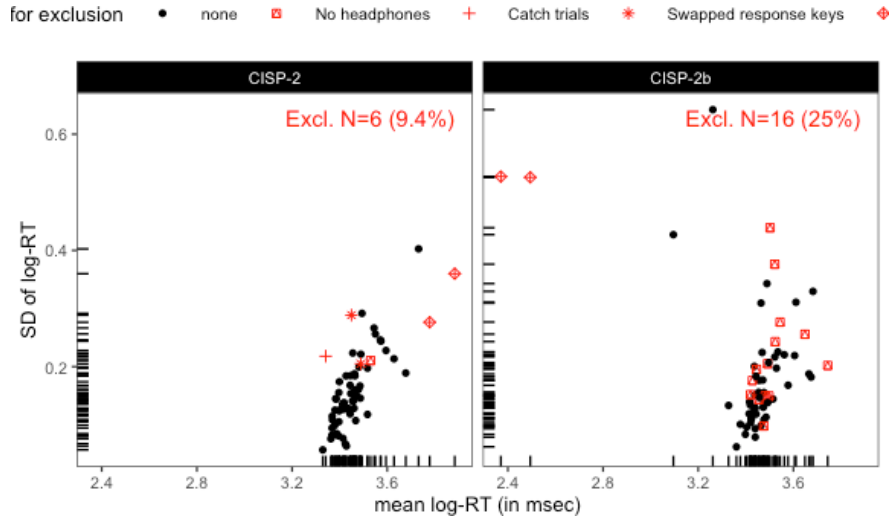 for exclusion none No headphones Catch trials Swapped response keys
CISP-2 CISP-2b
Excl. N=6 (9.4%) Excl. N=16 (25%)
0.6
0.4
0.2
SD of log-RT
2.4 2.8 3.2 3.6 2.4 2.8 3.2 3.6
mean log-RT (in msec)